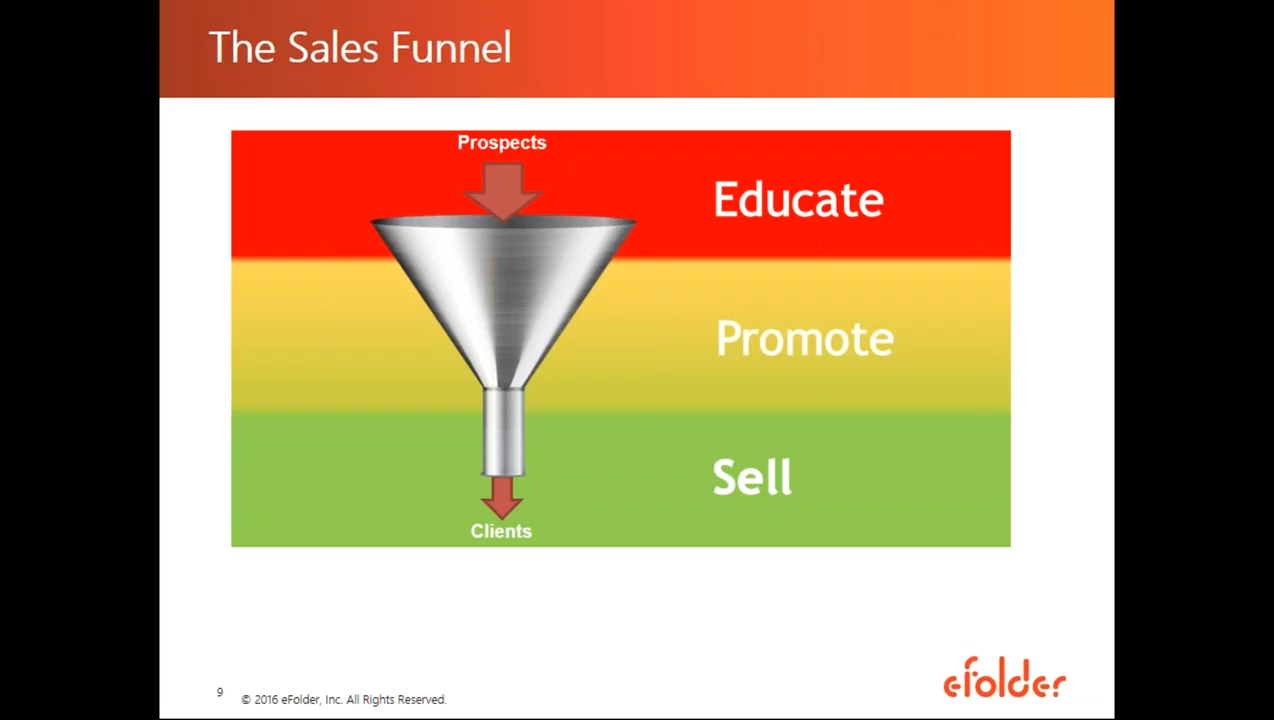 The Sales Funnel
Prospects
Educate
Promote
Sell
Clients
9
© 2016 eFolder, Inc. All Rights Reserved.
eFolder